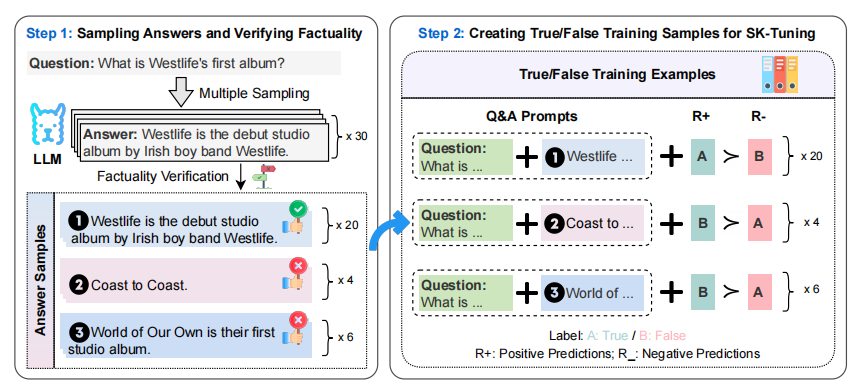 Step 1: Sampling Answers and Verifying Factuality
Question: What is Westlife's first album?
Multiple Sampling
LLM
Answer: Westlife is the debut studio
album by Irish boy band Westlife.
x 30
Factuality Verification
Answer Samples
1 Westlife is the debut studio
album by Irish boy band Westlife.
x 20
2 Coast to Coast.
x 4
3 World of Our Own is their first
studio album.
x 6
Step 2: Creating True/False Training Samples for SK-Tuning
True/False Training Examples
Q&A Prompts R+ R-
Question:
What is ...
+ 1 Westlife ... + A ≻ B x 20
Question:
What is ...
+ 2 Coast to ... + B ≻ A x 4
Question:
What is ...
+ 3 World of ... + B ≻ A x 6
Label: A: True / B: False
R+: Positive Predictions; R_: Negative Predictions